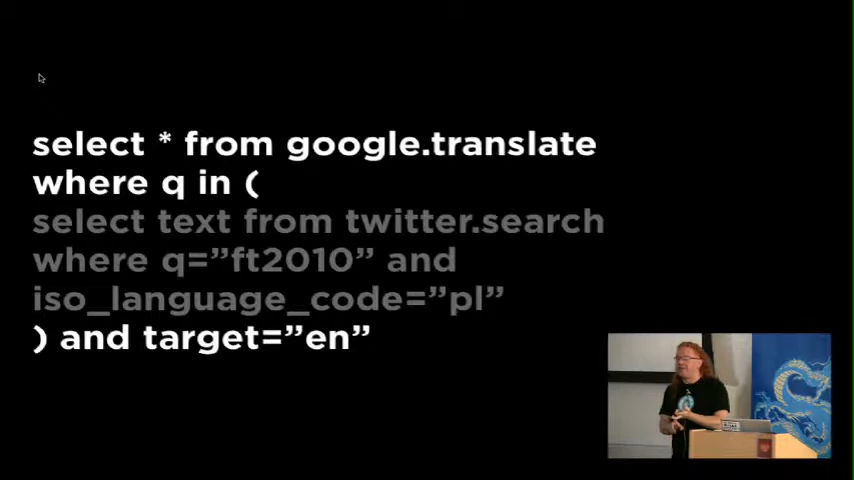 select * from google.translate
where q in (
select text from twitter.search
where q=”ft2010” and
iso_language_code=”pl”
) and target=”en”